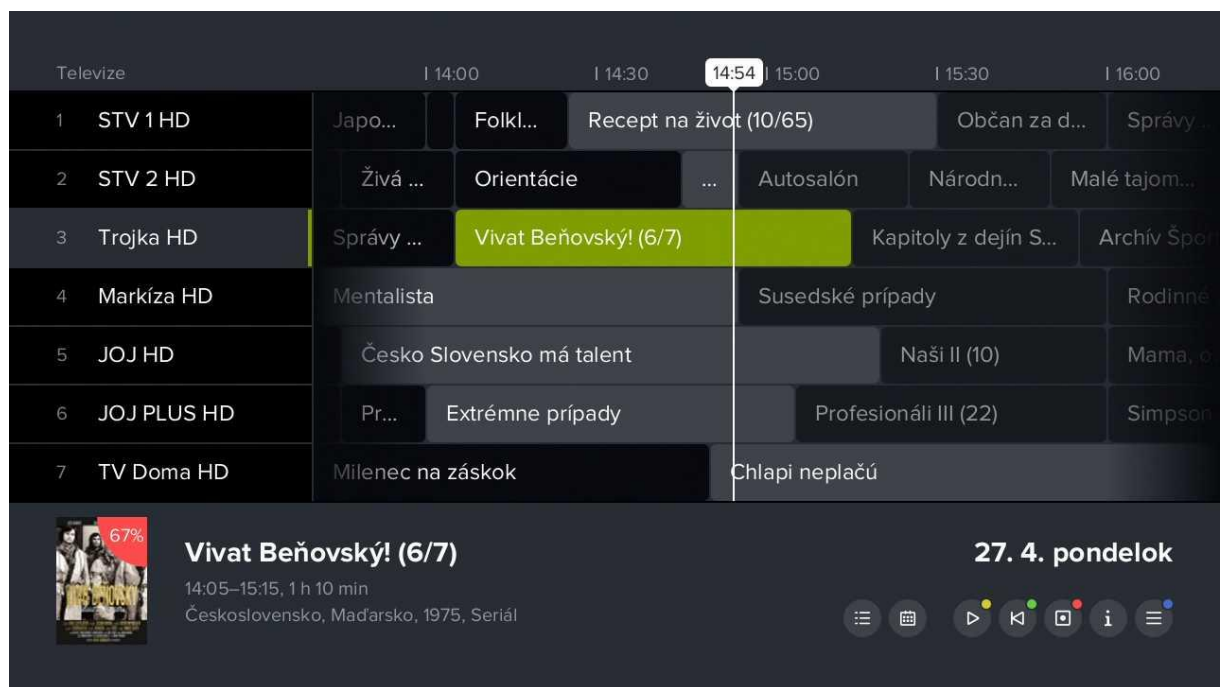 Televize 14:00 14:30 14:54 15:00 15:30 16:00
1 STV 1 HD Japo... Folkl... Recept na život (10/65) Občan za d... Správy ...
2 STV 2 HD Živá ... Orientácie ... Autosalón Národn... Malé tajom...
3 Trojka HD Správy ... Vivat Beňovský! (6/7) Kapitoly z dejín S... Archív Špor
4 Markíza HD Mentalista Susedské prípady Rodinné
5 JOJ HD Česko Slovensko má talent Naši II (10) Mama, o
6 JOJ PLUS HD Pr... Extrémne prípady Profesionáli III (22) Simpson
7 TV Doma HD Milenec na záskok Chlapi neplačú
67%
Vivat Beňovský! (6/7) 27. 4. pondelok
14:05–15:15, 1 h 10 min
Československo, Maďarsko, 1975, Seriál